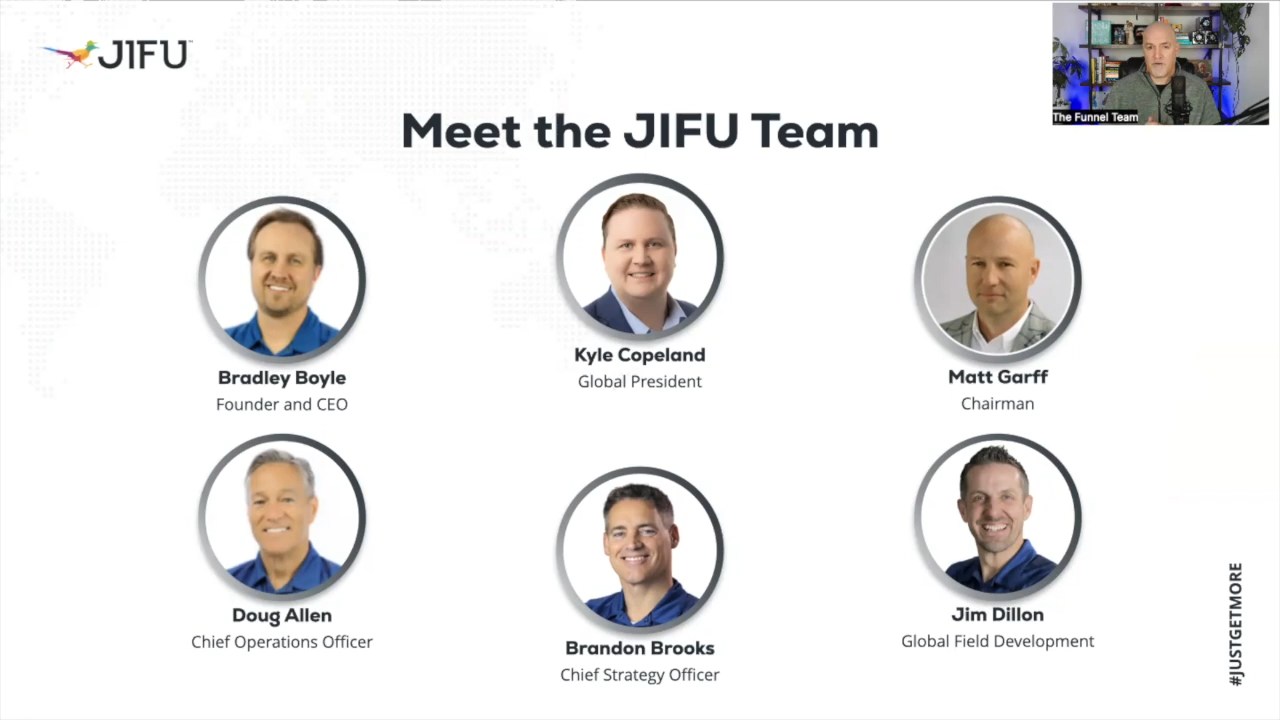 JIFU™
The Funnel Team
Meet the JIFU Team
Bradley Boyle
Founder and CEO
Kyle Copeland
Global President
Matt Garff
Chairman
Doug Allen
Chief Operations Officer
Brandon Brooks
Chief Strategy Officer
Jim Dillon
Global Field Development
#JUSTGETMORE